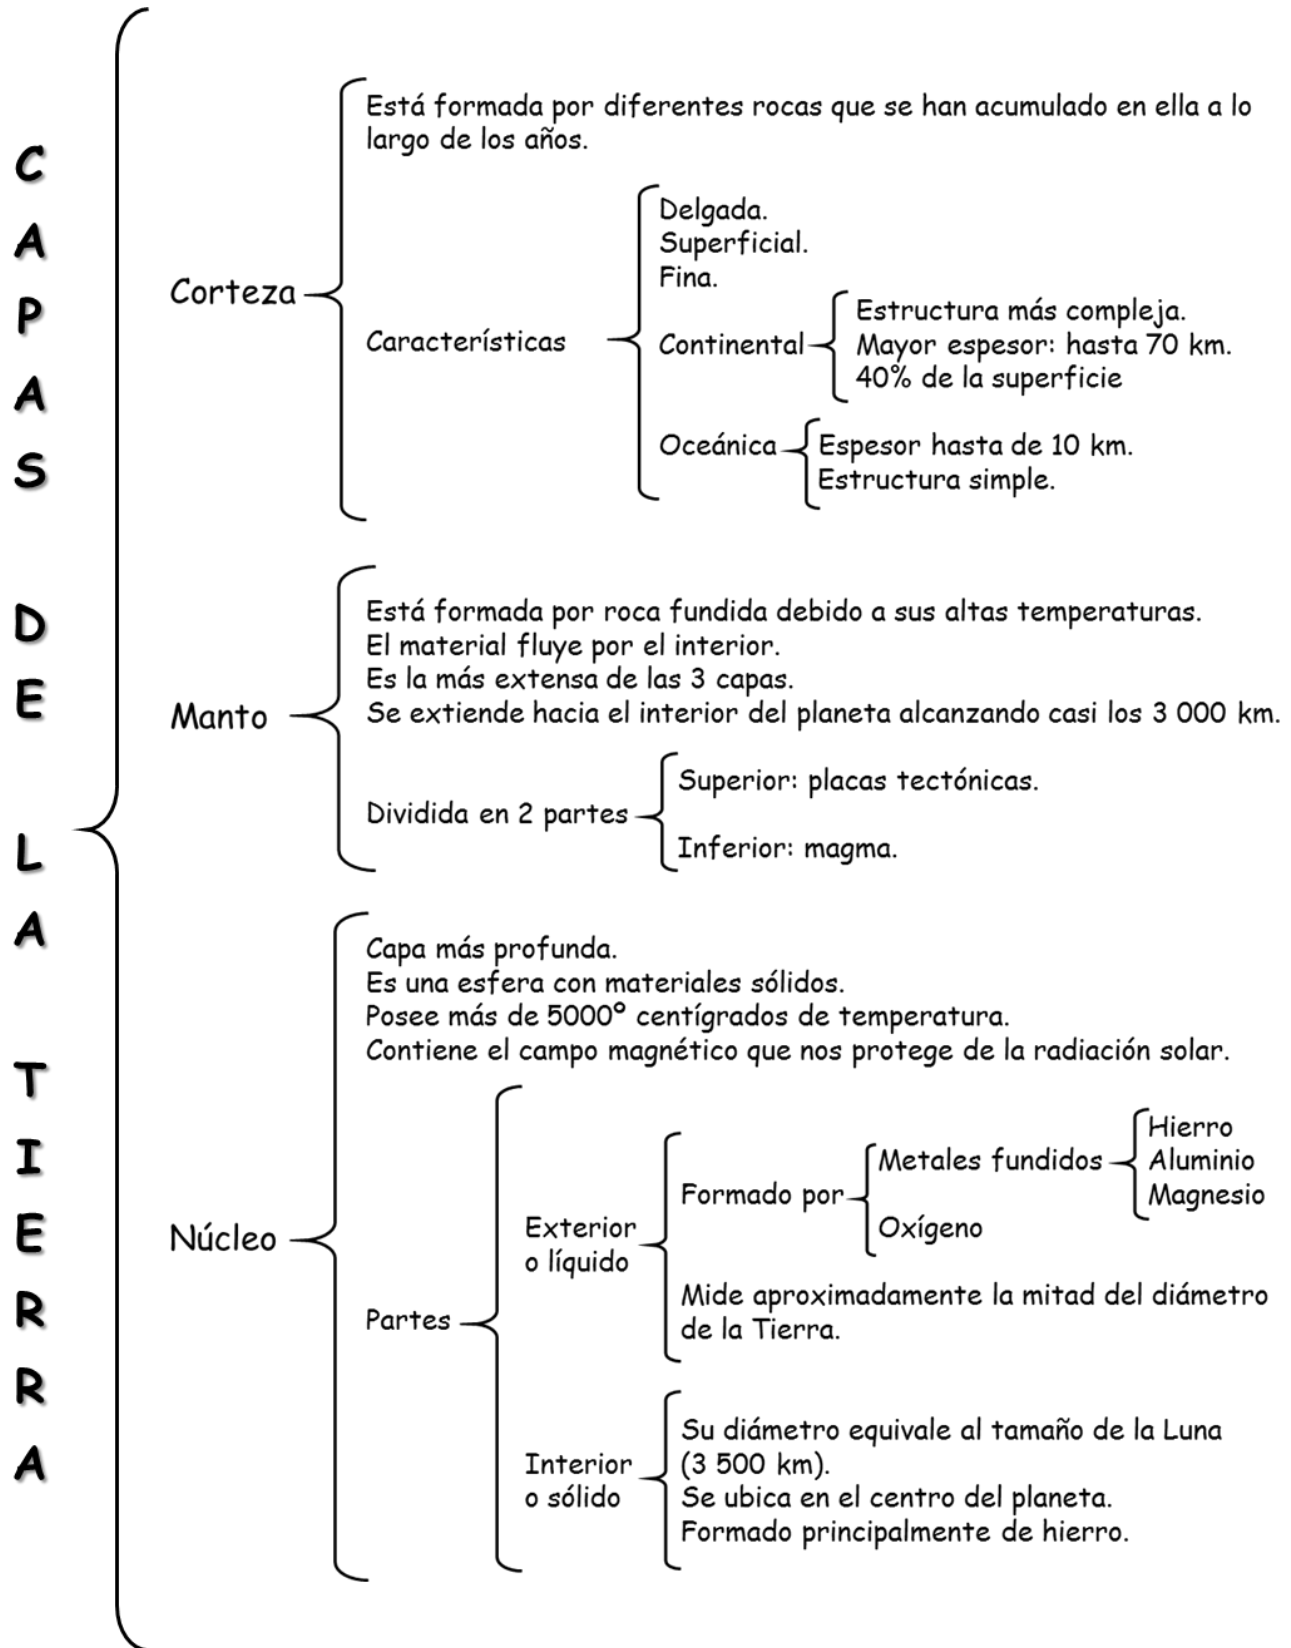 CAPAS DE LA TIERRA
Corteza
Está formada por diferentes rocas que se han acumulado en ella a lo
largo de los años.
Características
Delgada.
Superficial.
Fina.
Continental
Estructura más compleja.
Mayor espesor: hasta 70 km.
40% de la superficie
Oceánica
Espesor hasta de 10 km.
Estructura simple.
Manto
Está formada por roca fundida debido a sus altas temperaturas.
El material fluye por el interior.
Es la más extensa de las 3 capas.
Se extiende hacia el interior del planeta alcanzando casi los 3 000 km.
Dividida en 2 partes
Superior: placas tectónicas.
Inferior: magma.
Núcleo
Capa más profunda.
Es una esfera con materiales sólidos.
Posee más de 5000º centígrados de temperatura.
Contiene el campo magnético que nos protege de la radiación solar.
Partes
Exterior
o líquido
Formado por
Metales fundidos
Hierro
Aluminio
Magnesio
Oxígeno
Mide aproximadamente la mitad del diámetro
de la Tierra.
Interior
o sólido
Su diámetro equivale al tamaño de la Luna
(3 500 km).
Se ubica en el centro del planeta.
Formado principalmente de hierro.